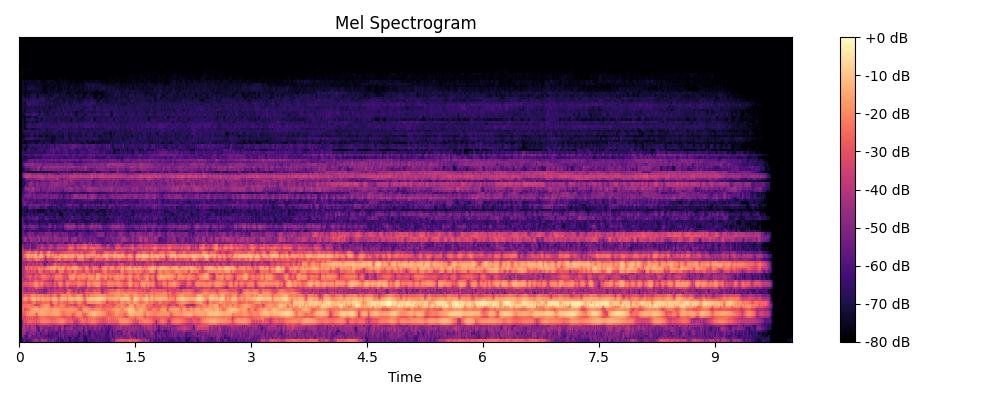 Mel Spectrogram
+0 dB
-10 dB
-20 dB
-30 dB
-40 dB
-50 dB
-60 dB
-70 dB
-80 dB
0 1.5 3 4.5 6 7.5 9
Time